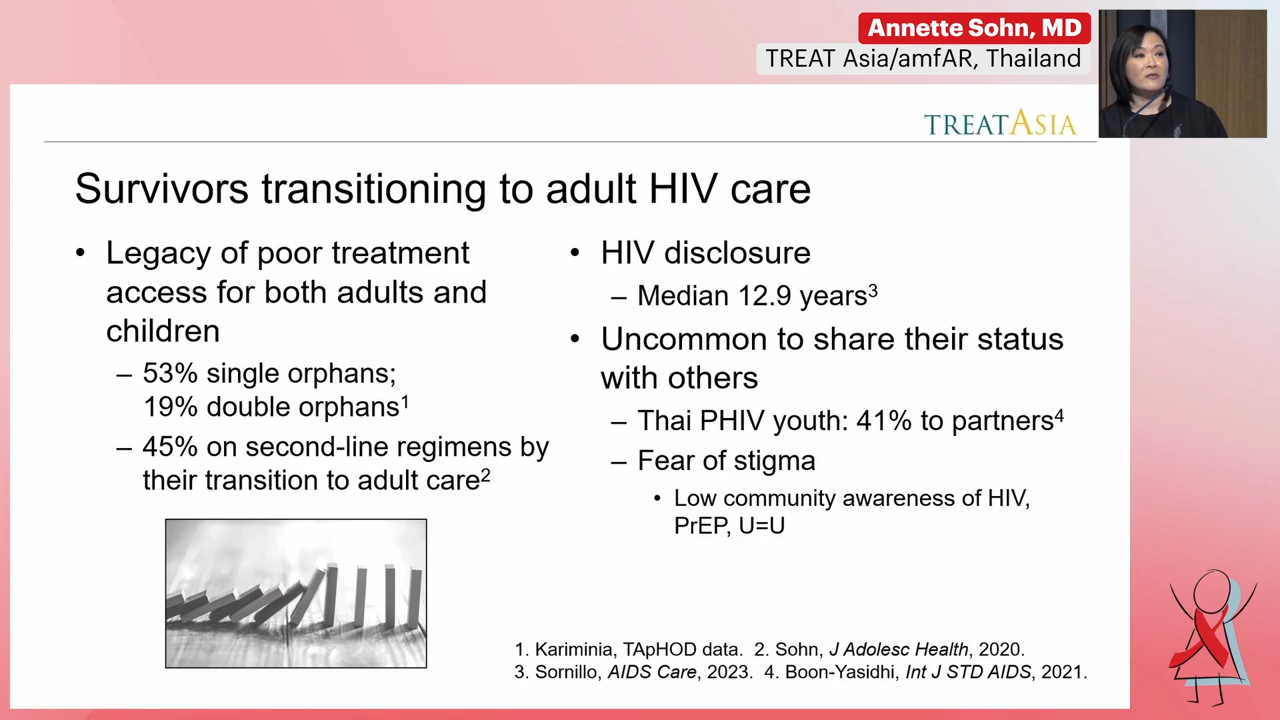 Annette Sohn, MD
TREAT Asia/amfAR, Thailand
TREATASIA
Survivors transitioning to adult HIV care
• Legacy of poor treatment
access for both adults and
children
– 53% single orphans;
19% double orphans¹
– 45% on second-line regimens by
their transition to adult care²
• HIV disclosure
– Median 12.9 years³
• Uncommon to share their status
with others
– Thai PHIV youth: 41% to partners⁴
– Fear of stigma
• Low community awareness of HIV,
PrEP, U=U
1. Kariminia, TApHOD data. 2. Sohn, J Adolesc Health, 2020.
3. Sornillo, AIDS Care, 2023. 4. Boon-Yasidhi, Int J STD AIDS, 2021.